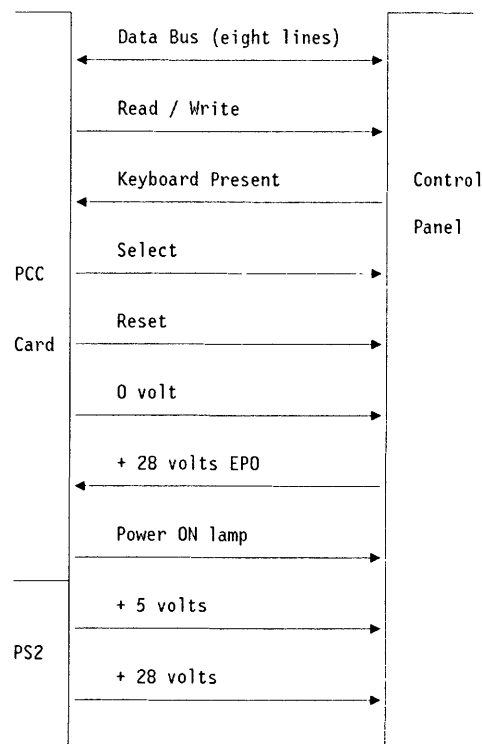 Data Bus (eight lines)
Read / Write
Keyboard Present
Control
Panel
Select
PCC
Reset
Card
0 volt
+ 28 volts EPO
Power ON lamp
+ 5 volts
PS2
+ 28 volts